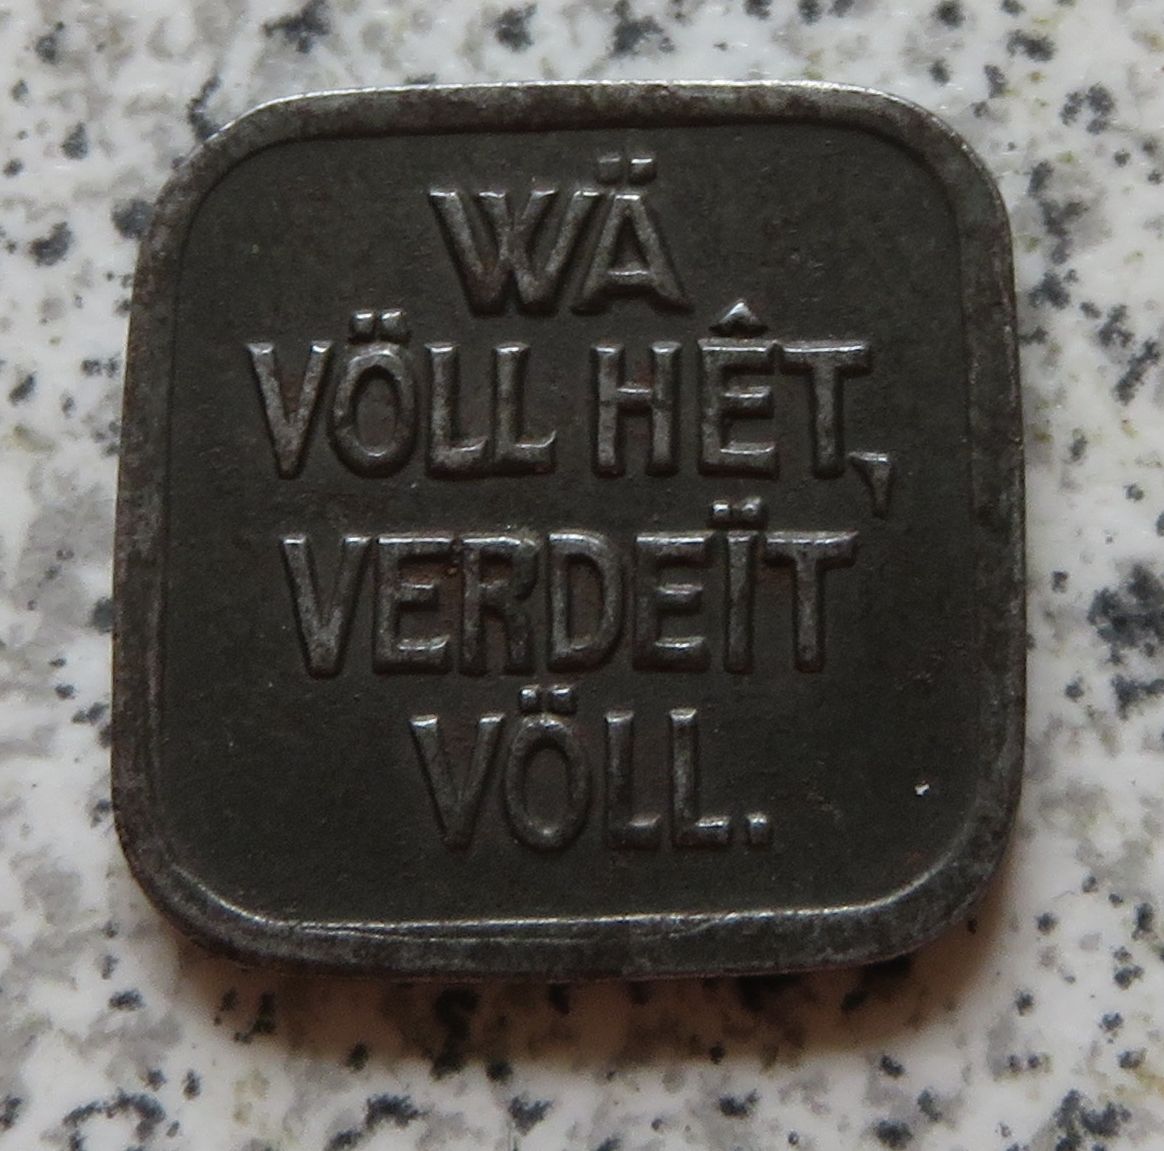 WÄ
VÖLL HÊT,
VERDEÏT
VÖLL.